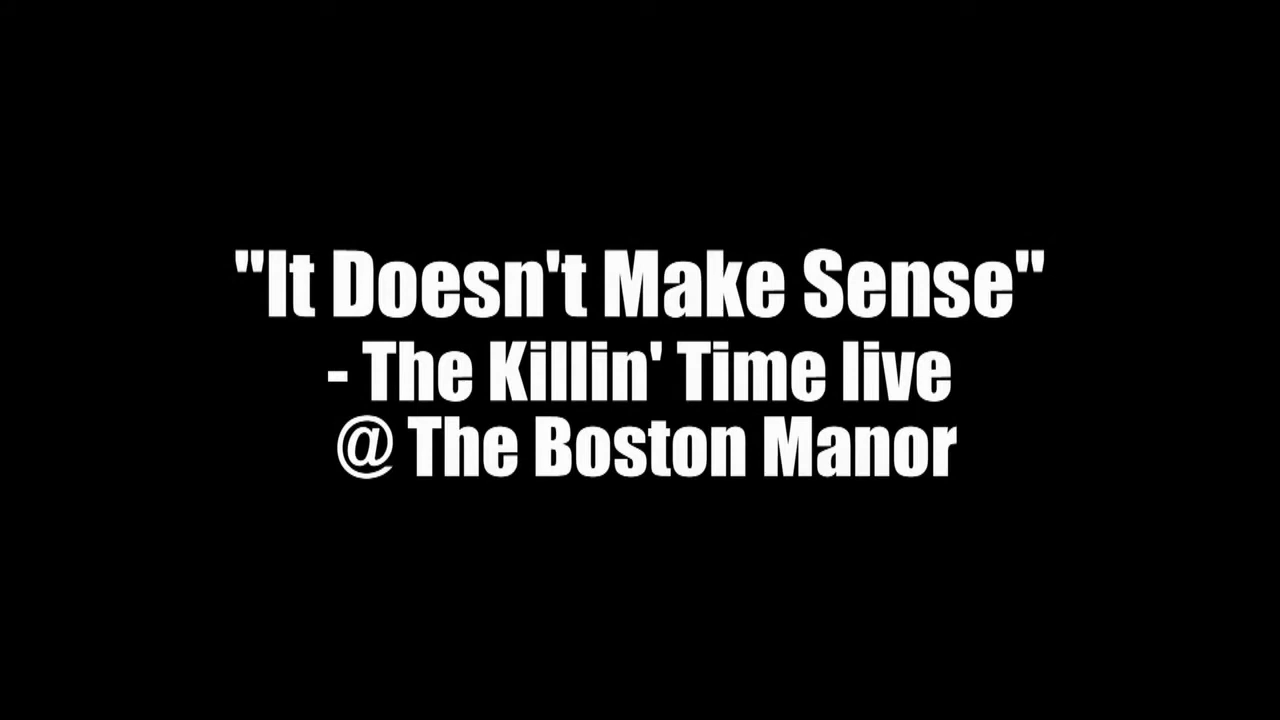 "It Doesn't Make Sense"
- The Killin' Time live
@ The Boston Manor